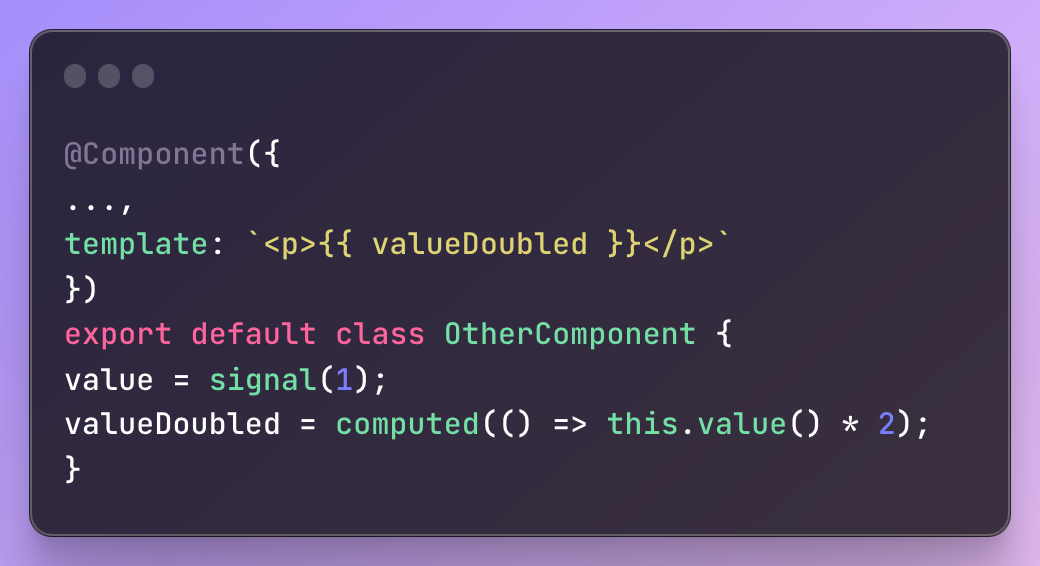 @Component({
...,
template: `<p>{{ valueDoubled }}</p>`
})
export default class OtherComponent {
value = signal(1);
valueDoubled = computed(() => this.value() * 2);
}